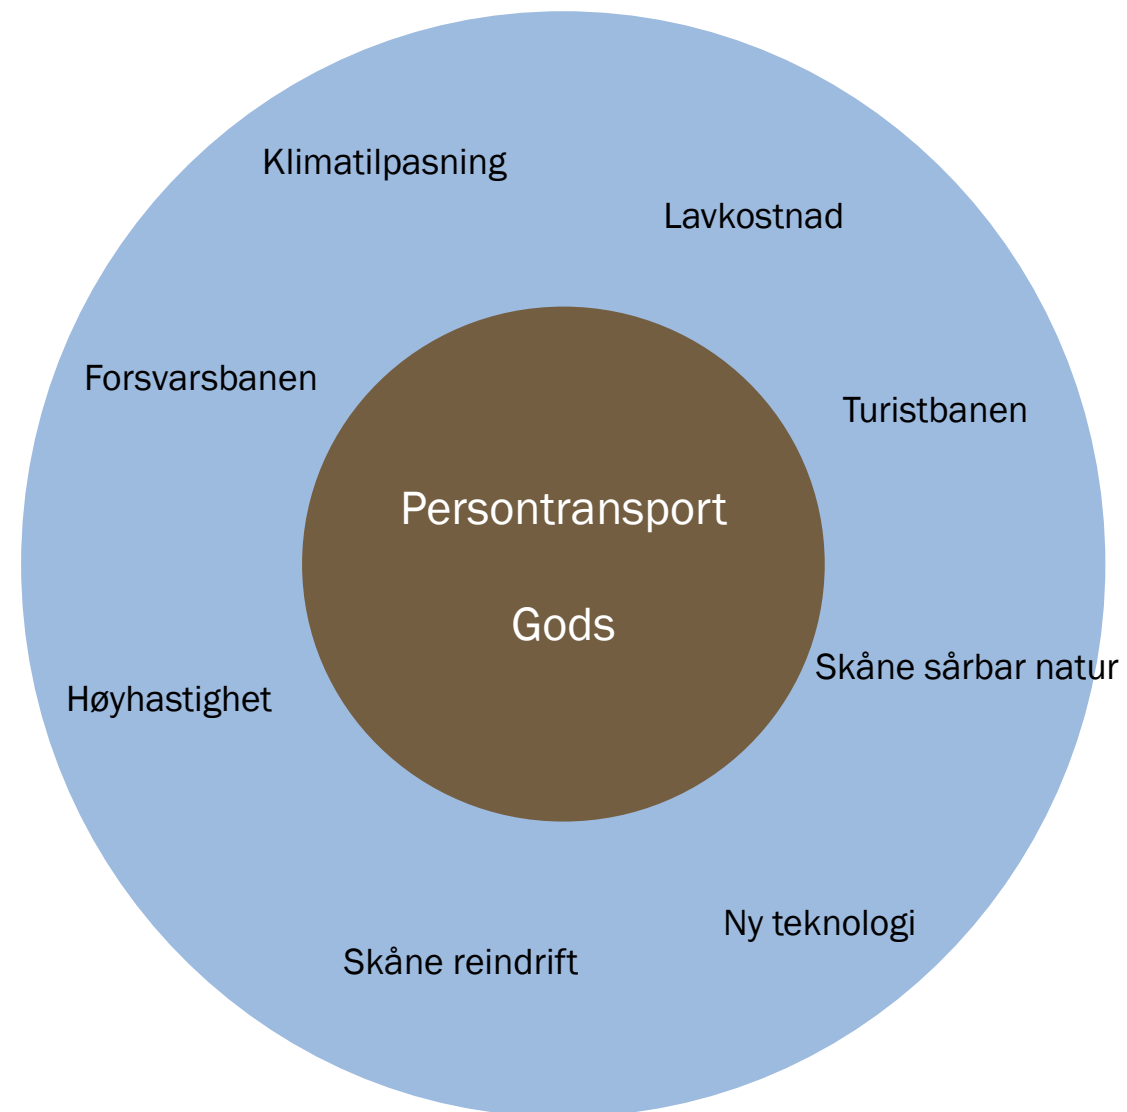 Klimatilpasning
Lavkostnad
Forsvarsbanen
Turistbanen
Persontransport
Gods
Skåne sårbar natur
Høyhastighet
Ny teknologi
Skåne reindrift